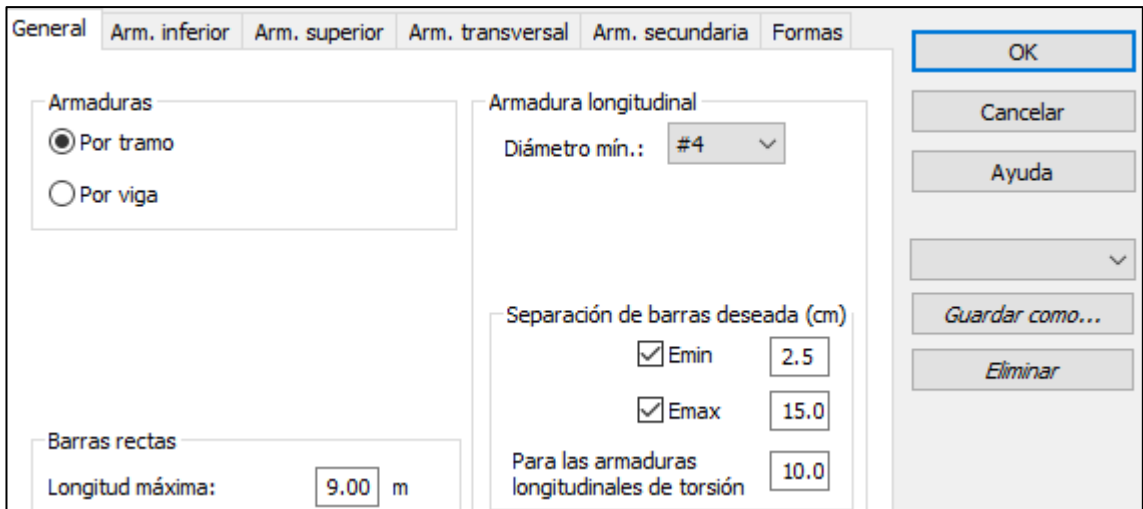 General Arm. inferior Arm. superior Arm. transversal Arm. secundaria Formas
Armaduras
Por tramo
Por viga
Armadura longitudinal
Diámetro mín.: #4
Separación de barras deseada (cm)
Emin 2.5
Emax 15.0
Para las armaduras
longitudinales de torsión 10.0
Barras rectas
Longitud máxima: 9.00 m
OK
Cancelar
Ayuda
Guardar como...
Eliminar